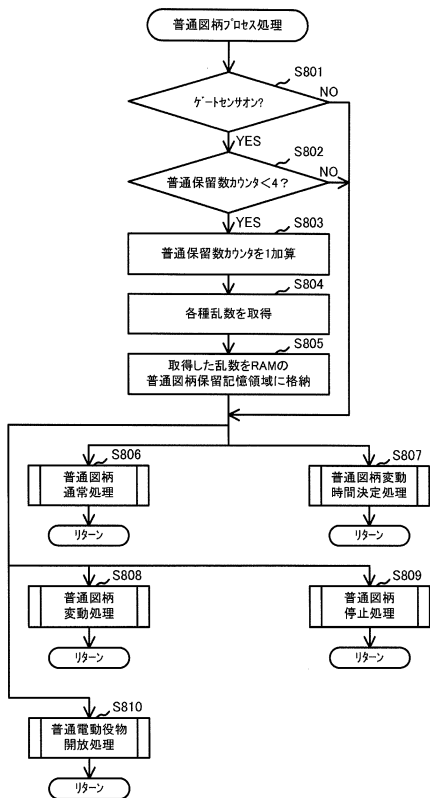 普通図柄ﾌﾟﾛｾｽ処理
S801
ｹﾞｰﾄｾﾝｻｵﾝ?
NO
YES
S802
普通保留数ｶｳﾝﾀ<4?
NO
YES
S803
普通保留数ｶｳﾝﾀを1加算
S804
各種乱数を取得
S805
取得した乱数をRAMの
普通図柄保留記憶領域に格納
S806
普通図柄
通常処理
ﾘﾀｰﾝ
S807
普通図柄変動
時間決定処理
ﾘﾀｰﾝ
S808
普通図柄
変動処理
ﾘﾀｰﾝ
S809
普通図柄
停止処理
ﾘﾀｰﾝ
S810
普通電動役物
開放処理
ﾘﾀｰﾝ